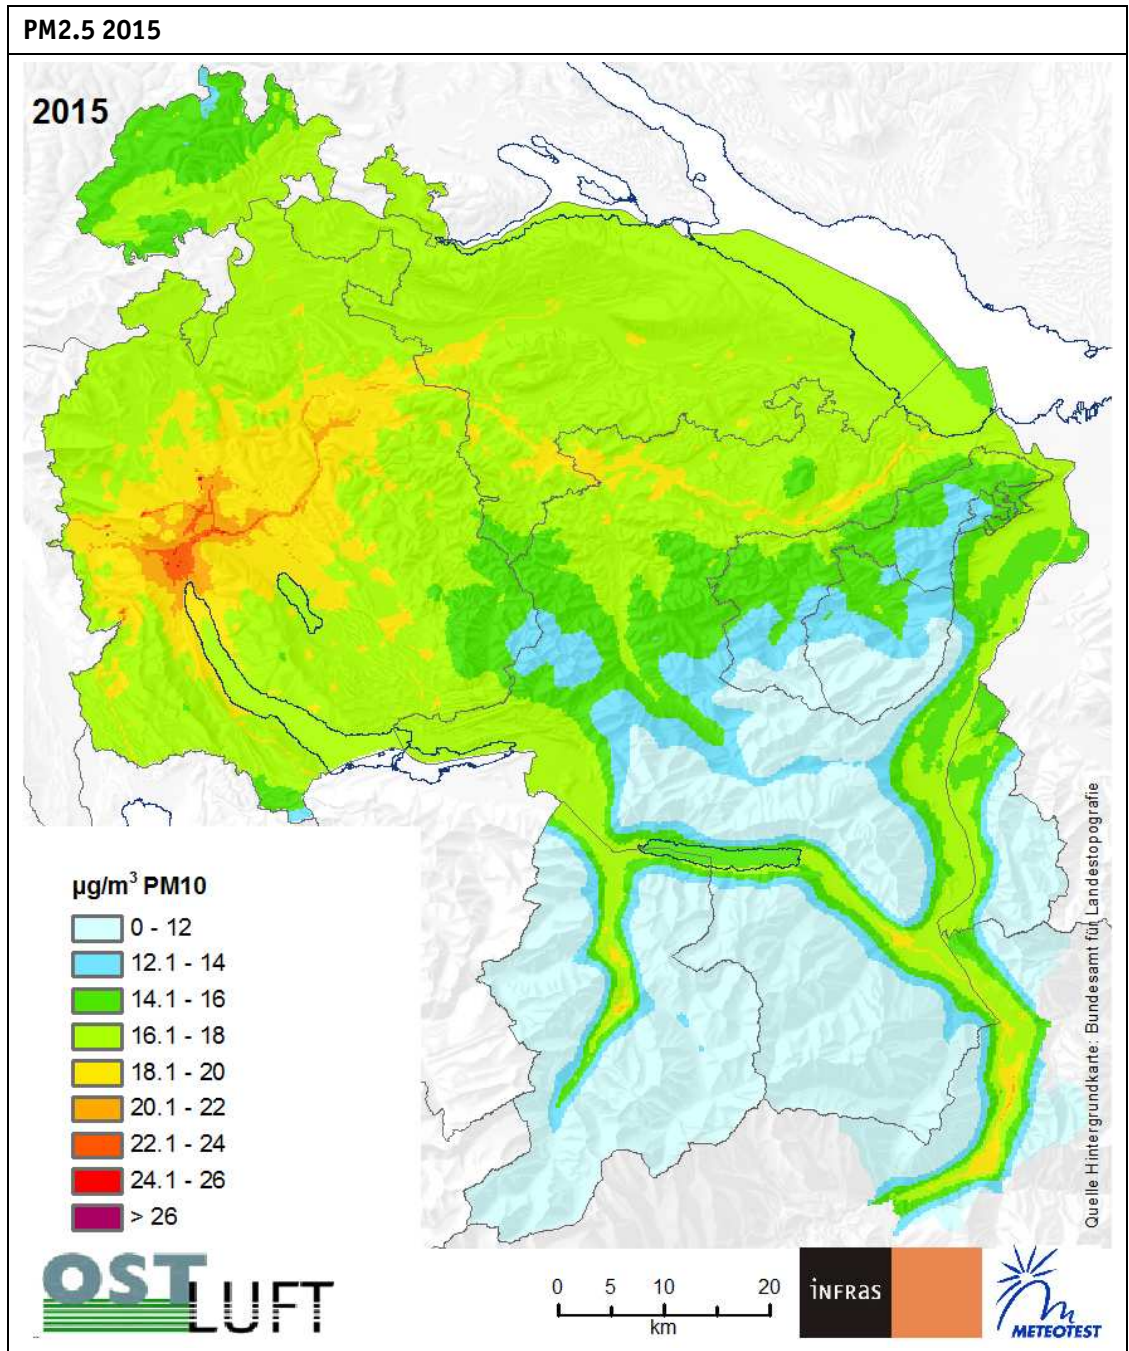 PM2.5 2015
2015
µg/m³ PM10
0 - 12
12.1 - 14
14.1 - 16
16.1 - 18
18.1 - 20
20.1 - 22
22.1 - 24
24.1 - 26
> 26
Quelle Hintergrundkarte: Bundesamt für Landestopografie
OST LUFT
0 5 10 20
km
iNFRAS
METEOTEST